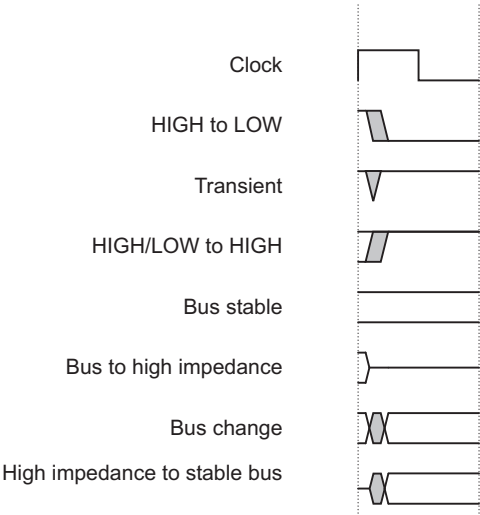 Clock
HIGH to LOW
Transient
HIGH/LOW to HIGH
Bus stable
Bus to high impedance
Bus change
High impedance to stable bus